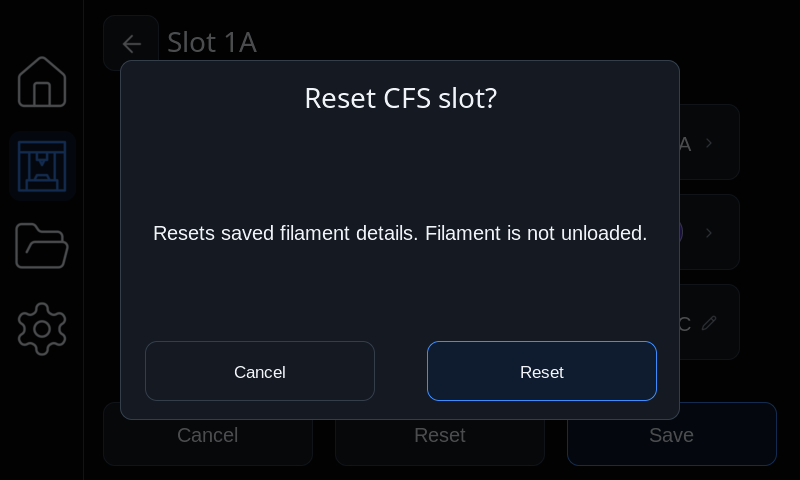 Slot 1A
Reset CFS slot?
A
Resets saved filament details. Filament is not unloaded.
C
Cancel
Reset
Cancel
Reset
Save